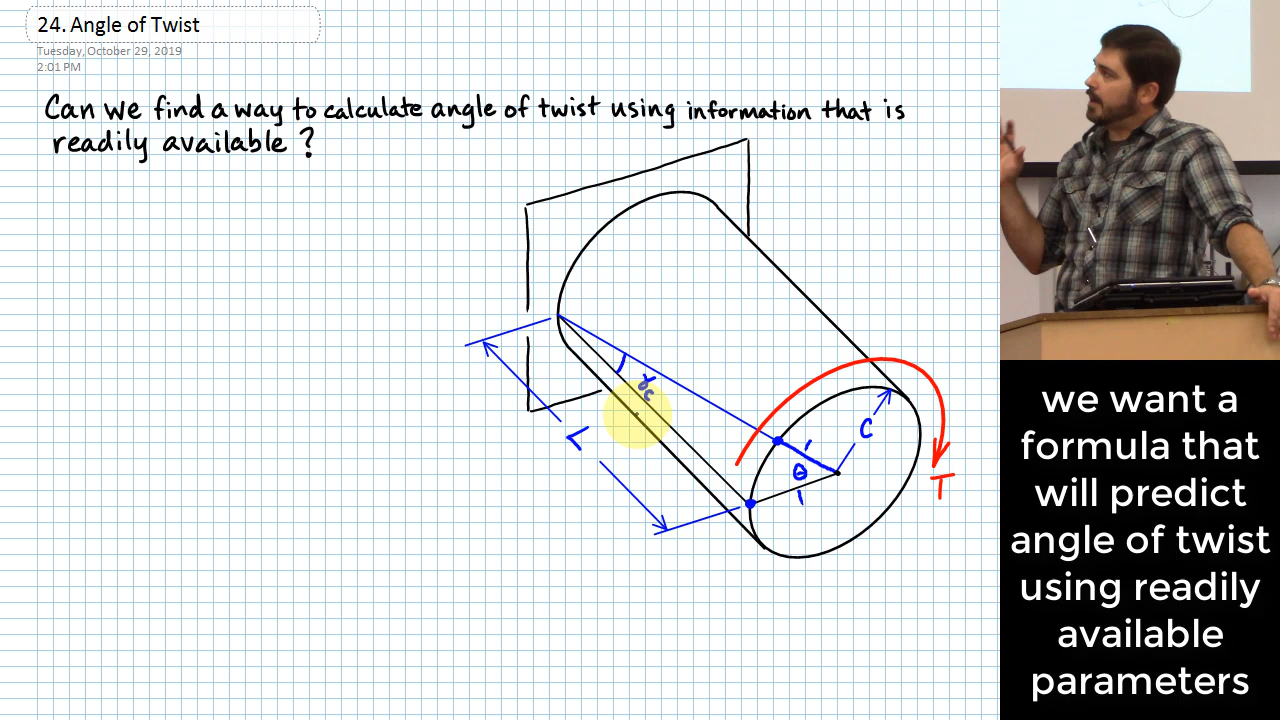 24. Angle of Twist
Tuesday, October 29, 2019
2:01 PM
Can we find a way to calculate angle of twist using information that is
readily available?
γc
L
θ
c
T
we want a
formula that
will predict
angle of twist
using readily
available
parameters